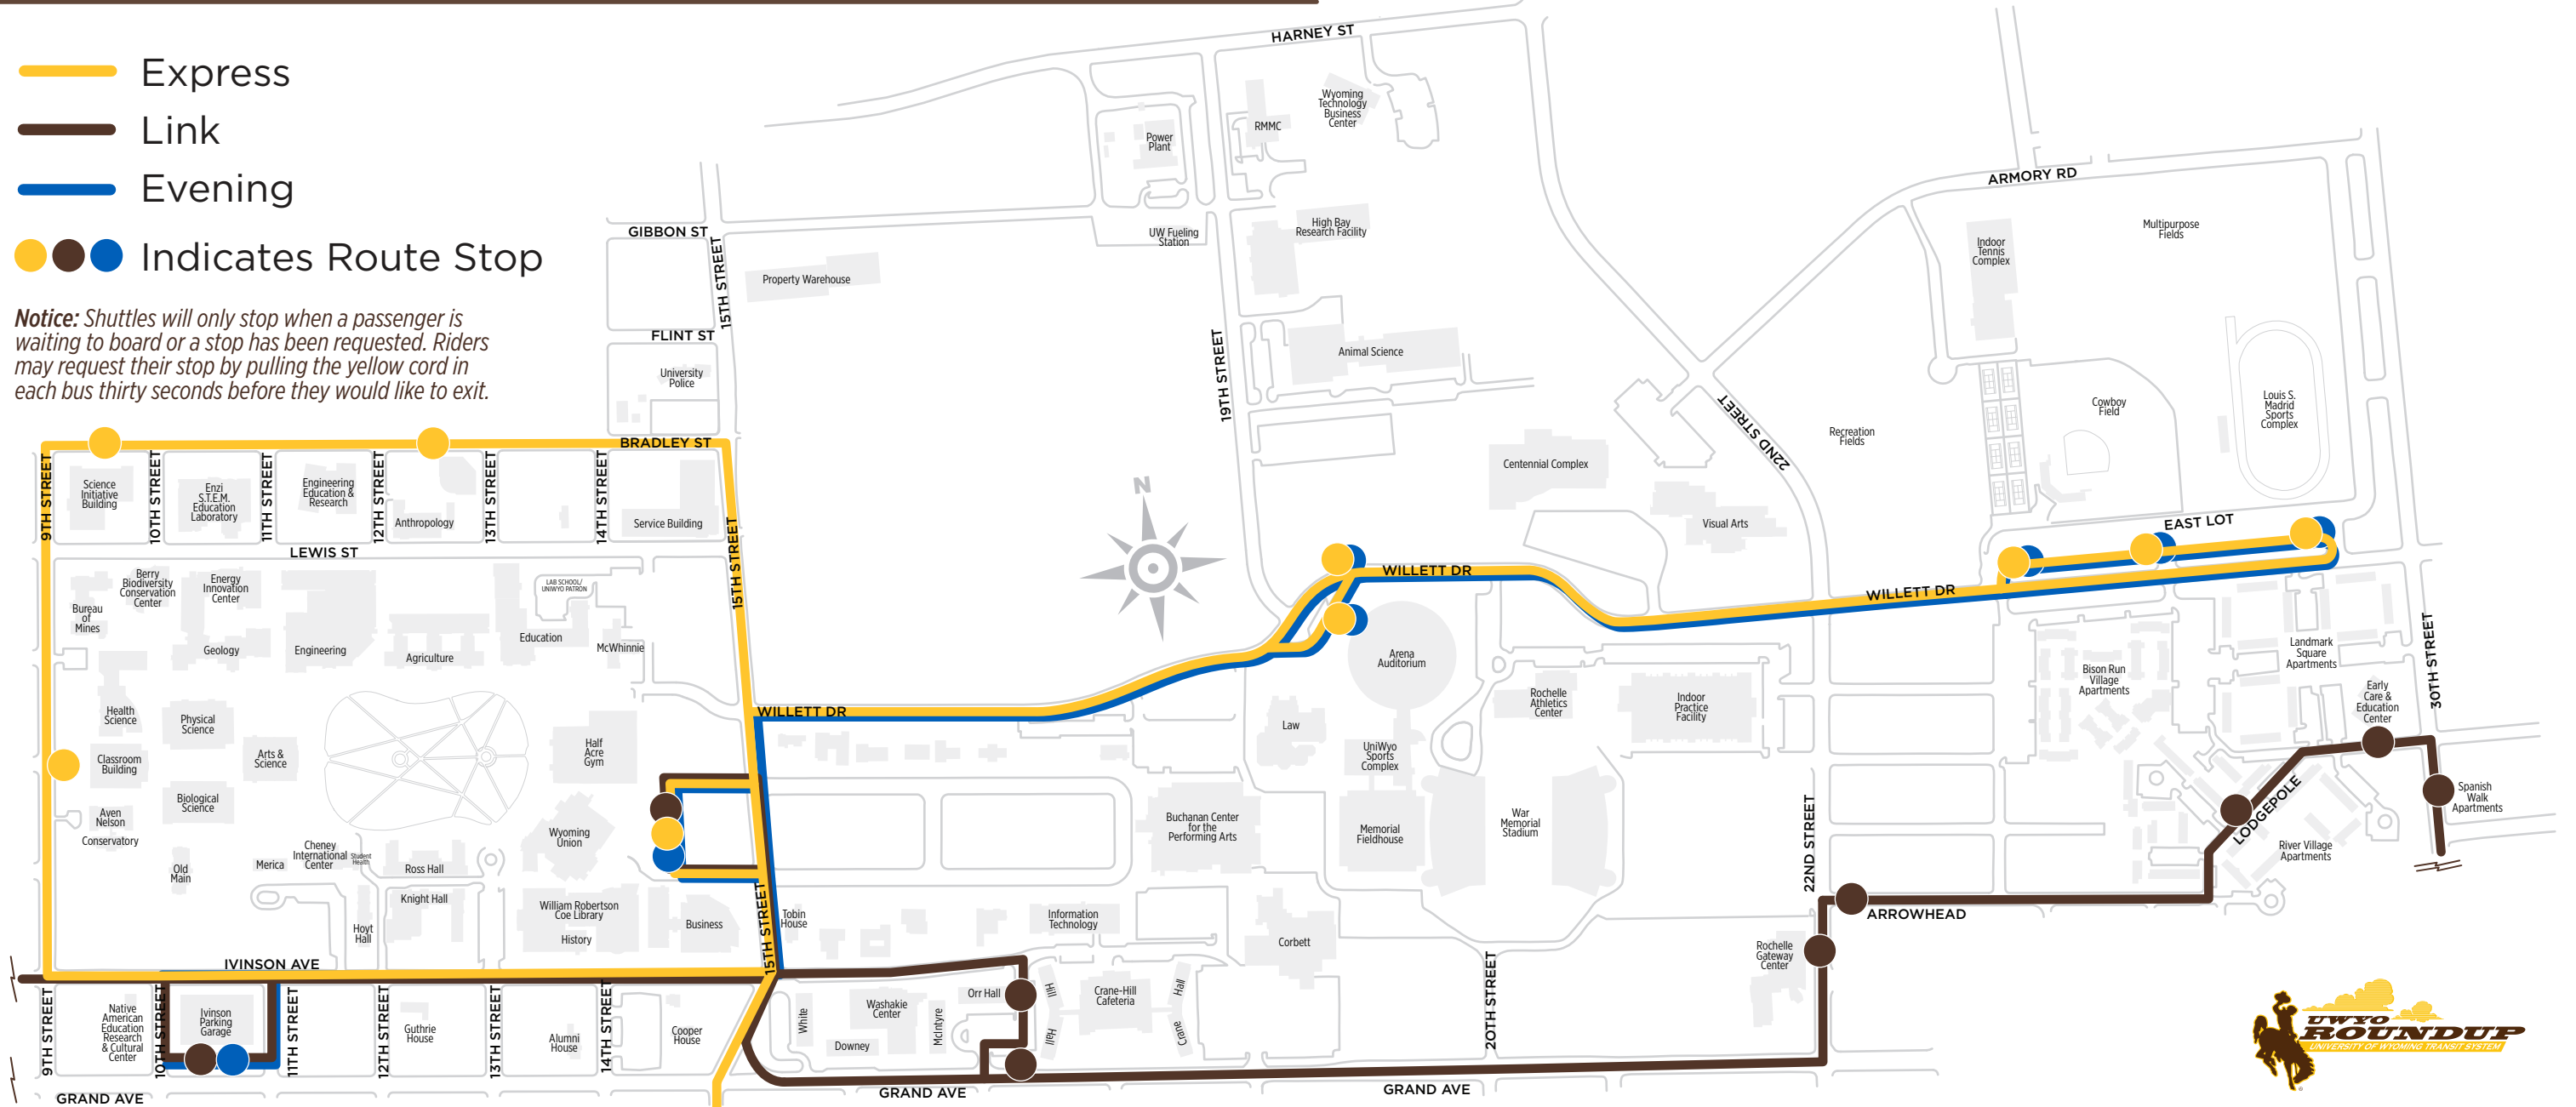 Express
Link
Evening
Indicates Route Stop
Notice: Shuttles will only stop when a passenger is
waiting to board or a stop has been requested. Riders
may request their stop by pulling the yellow cord in
each bus thirty seconds before they would like to exit.
HARNEY ST
Wyoming
Technology
Business
Center
RMMC
Power
Plant
ARMORY RD
GIBBON ST
15TH STREET
UW Fueling
Station
High Bay
Research Facility
Multipurpose
Fields
Indoor
Tennis
Complex
Property Warehouse
FLINT ST
University
Police
19TH STREET
Animal Science
22ND STREET
Recreation
Fields
Cowboy
Field
Louis S.
Madrid
Sports
Complex
BRADLEY ST
9TH STREET
10TH STREET
11TH STREET
12TH STREET
13TH STREET
14TH STREET
Science
Initiative
Building
Enzi
S.T.E.M.
Education
Laboratory
Engineering
Education &
Research
Anthropology
Service Building
N
Centennial Complex
Visual Arts
EAST LOT
LEWIS ST
15TH STREET
WILLETT DR
WILLETT DR
Berry
Biodiversity
Conservation
Center
Energy
Innovation
Center
LAB SCHOOL/
UNIWYO PATRON
Bureau
of
Mines
Geology
Engineering
Agriculture
Education
McWhinnie
Arena
Auditorium
Bison Run
Village
Apartments
Landmark
Square
Apartments
30TH STREET
Early
Care &
Education
Center
Health
Science
Physical
Science
WILLETT DR
Law
Rochelle
Athletics
Center
Indoor
Practice
Facility
Classroom
Building
Arts &
Science
Half
Acre
Gym
UniWyo
Sports
Complex
Biological
Science
Aven
Nelson
Conservatory
Wyoming
Union
Buchanan Center
for the
Performing Arts
Memorial
Fieldhouse
War
Memorial
Stadium
22ND STREET
LODGEPOLE
Spanish
Walk
Apartments
River Village
Apartments
Old
Main
Merica
Cheney
International
Center
Student
Health
Ross Hall
Knight Hall
Hoyt
Hall
William Robertson
Coe Library
History
Business
15TH STREET
Tobin
House
Information
Technology
Corbett
ARROWHEAD
Rochelle
Gateway
Center
IVINSON AVE
9TH STREET
Native
American
Education
Research
& Cultural
Center
10TH STREET
Ivinson
Parking
Garage
11TH STREET
12TH STREET
Guthrie
House
13TH STREET
Alumni
House
14TH STREET
Cooper
House
White
Washakie
Center
Downey
McIntyre
Orr Hall
Hill
Hall
Crane-Hill
Cafeteria
Hall
Crane
20TH STREET
GRAND AVE
GRAND AVE
GRAND AVE
UWYO
ROUNDUP
UNIVERSITY OF WYOMING TRANSIT SYSTEM